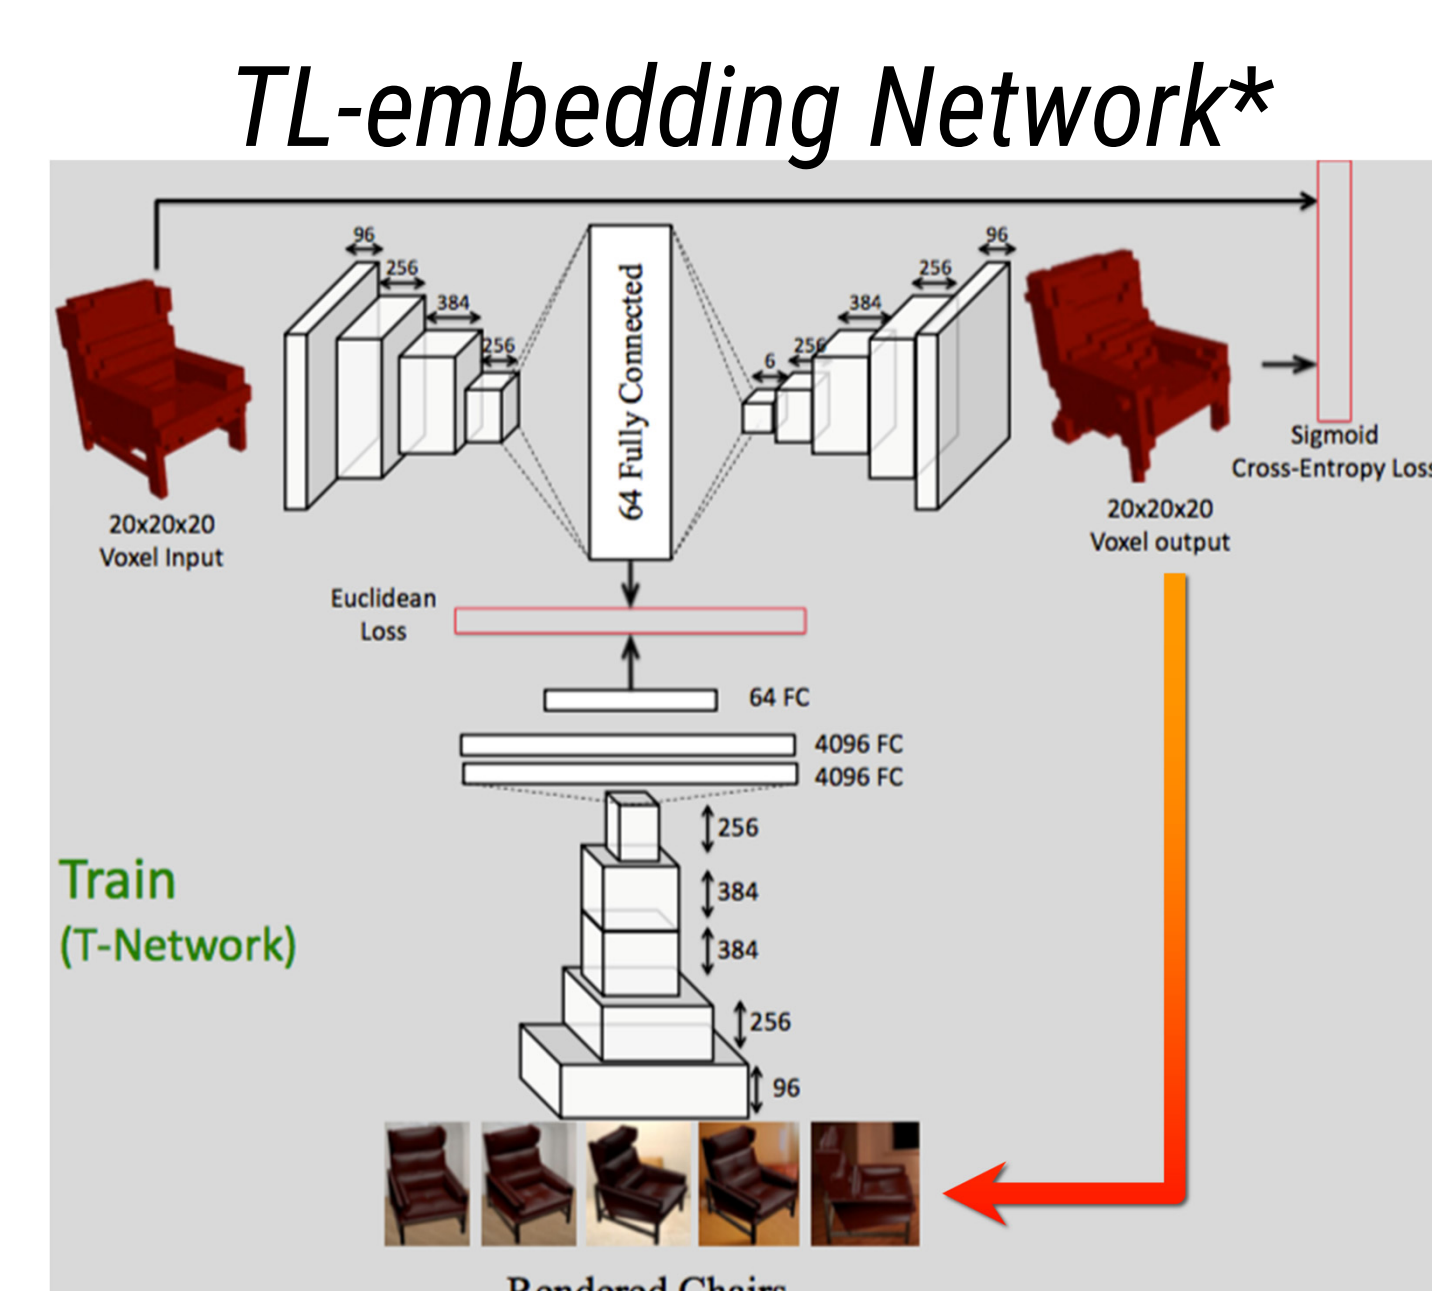 TL-embedding Network*
96
256
384
256
64 Fully Connected
6
256
384
256
96
20x20x20
Voxel Input
20x20x20
Voxel output
Sigmoid
Cross-Entropy Loss
Euclidean
Loss
64 FC
4096 FC
4096 FC
256
384
384
256
96
Train
(T-Network)
Rendered Chairs